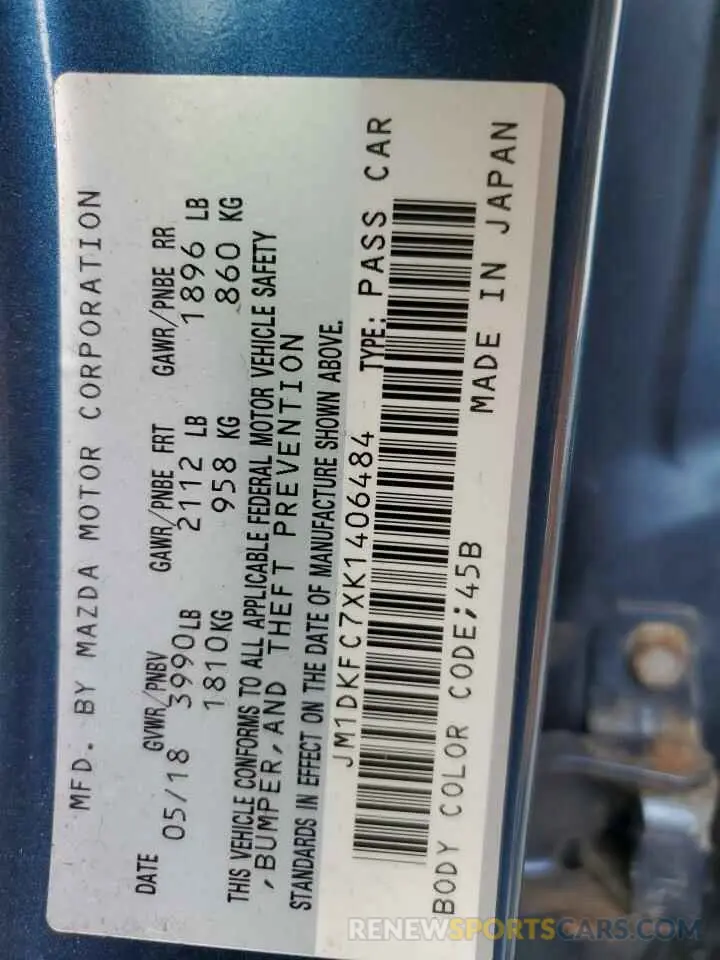 MFD. BY MAZDA MOTOR CORPORATION
DATE GVWR/PNBV GAWR/PNBE FRT GAWR/PNBE RR
05/18 3990LB 2112 LB 1896 LB
1810KG 958 KG 860 KG
THIS VEHICLE CONFORMS TO ALL APPLICABLE FEDERAL MOTOR VEHICLE SAFETY
,BUMPER,AND THEFT PREVENTION
STANDARDS IN EFFECT ON THE DATE OF MANUFACTURE SHOWN ABOVE.
JM1DKFC7XK1406484 TYPE: PASS CAR
BODY COLOR CODE;45B MADE IN JAPAN
RENEWSPORTSCARS.COM